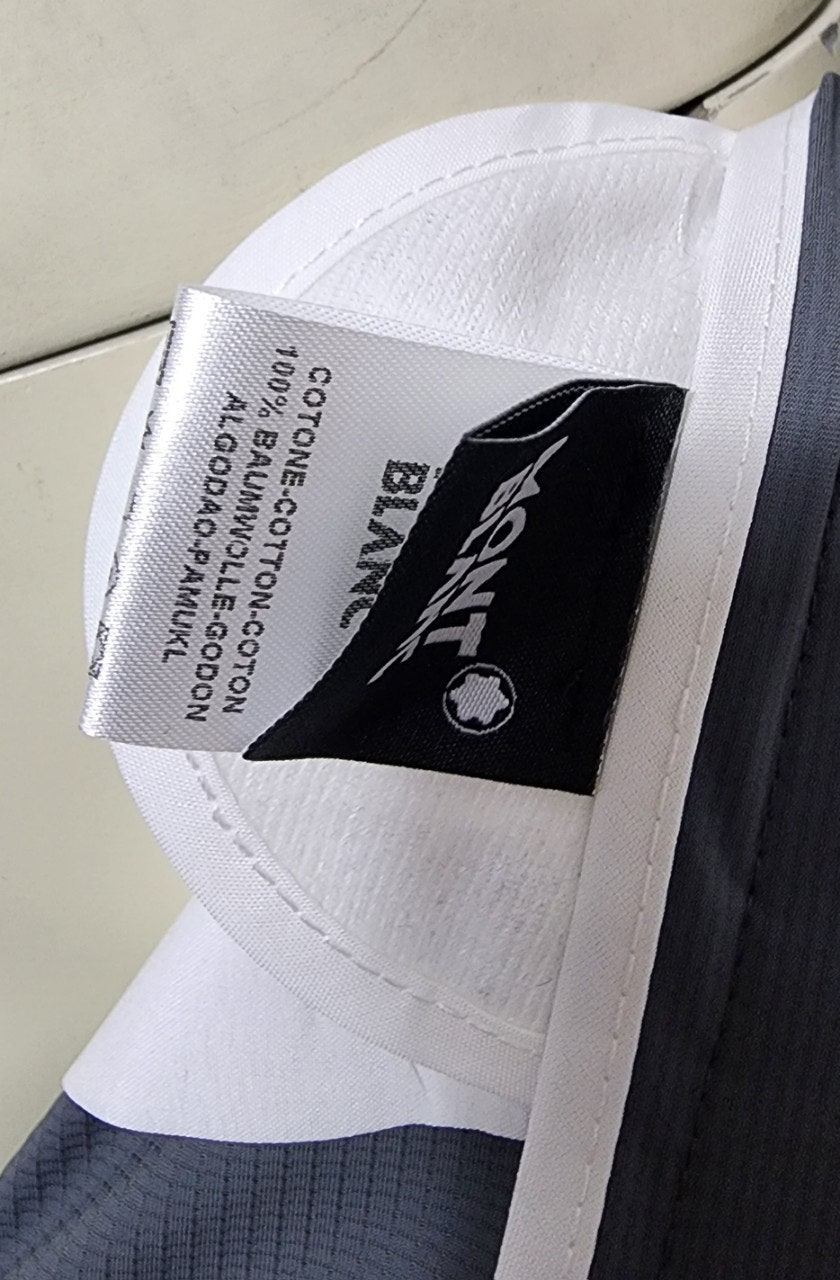 MONT
BLANC
BLANC
COTONE-COTTON-COTON
100% BAUMWOLLE-GODON
ALGODAO-PAMUKL